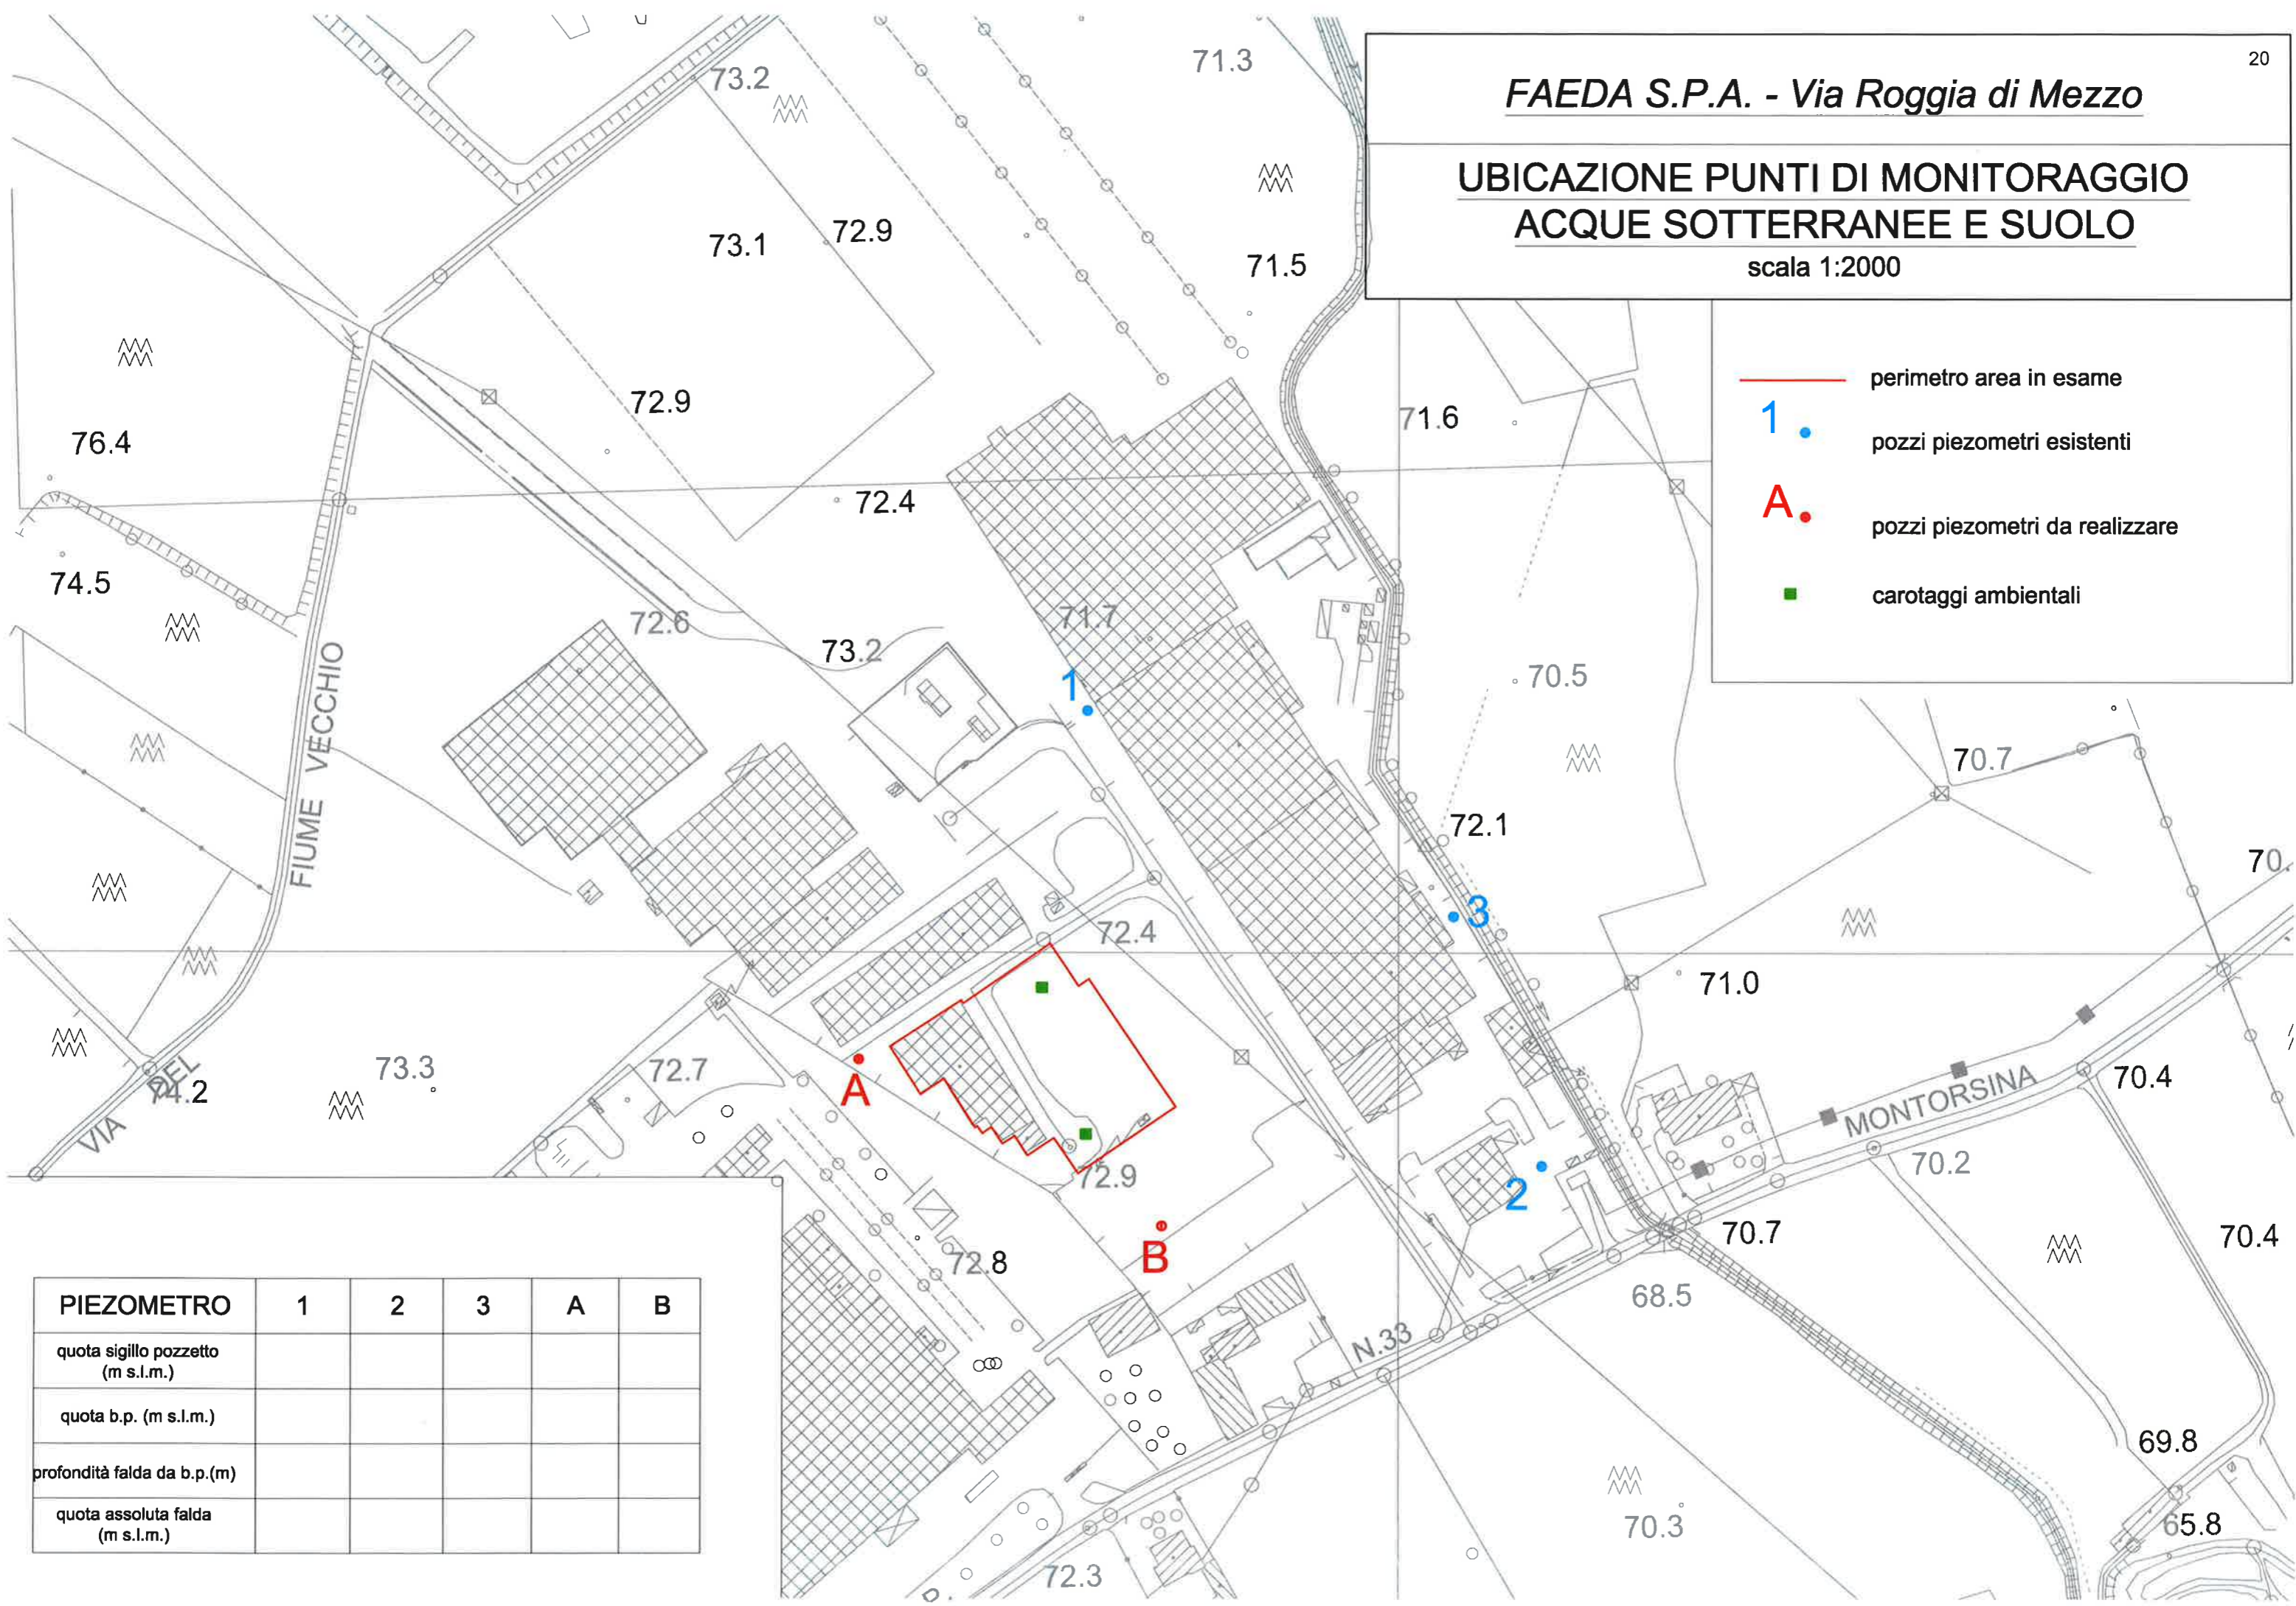 20
FAEDA S.P.A. - Via Roggia di Mezzo
UBICAZIONE PUNTI DI MONITORAGGIO
ACQUE SOTTERRANEE E SUOLO
scala 1:2000
perimetro area in esame
1
pozzi piezometri esistenti
A
pozzi piezometri da realizzare
carotaggi ambientali
73.2
71.3
73.1
72.9
71.5
72.9
71.6
76.4
72.4
74.5
72.6
71.7
73.2
70.5
1
70.7
72.1
70.
3
72.4
71.0
73.3
72.7
A
70.4
74.2
VIA DEL FIUME VECCHIO
MONTORSINA
70.2
72.9
2
70.7
70.4
B
72.8
68.5
N.33
69.8
70.3
65.8
72.3
PIEZOMETRO 1 2 3 A B
quota sigillo pozzetto
(m s.l.m.)
quota b.p. (m s.l.m.)
profondità falda da b.p.(m)
quota assoluta falda
(m s.l.m.)